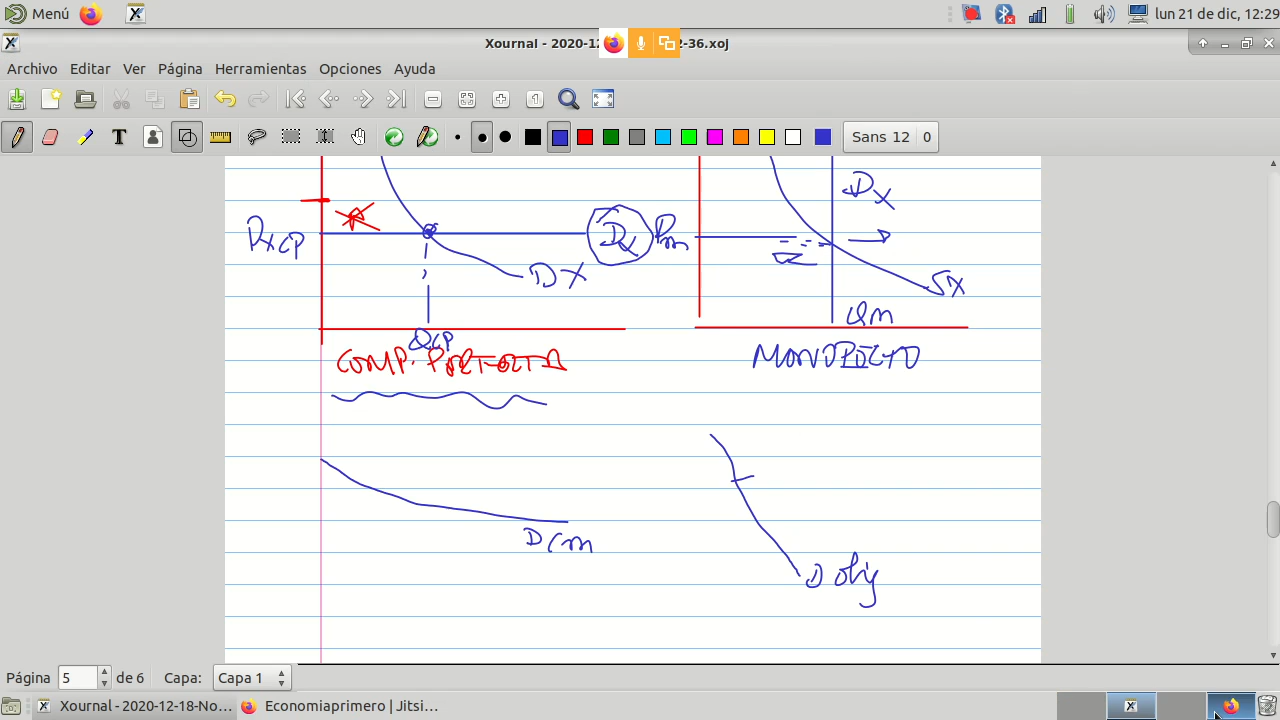 Menú
lun 21 de dic, 12:29
Xournal - 2020-12 2-36.xoj
Archivo Editar Ver Página Herramientas Opciones Ayuda
Sans 12 0
DX
PxCP
Dx
Pm
DX
SX
QCP
Qm
COMP. PERFECTA
MONOPOLIO
D Cm
D olig
Página 5 de 6 Capa: Capa 1
Xournal - 2020-12-18-No... Economiaprimero | Jitsi...